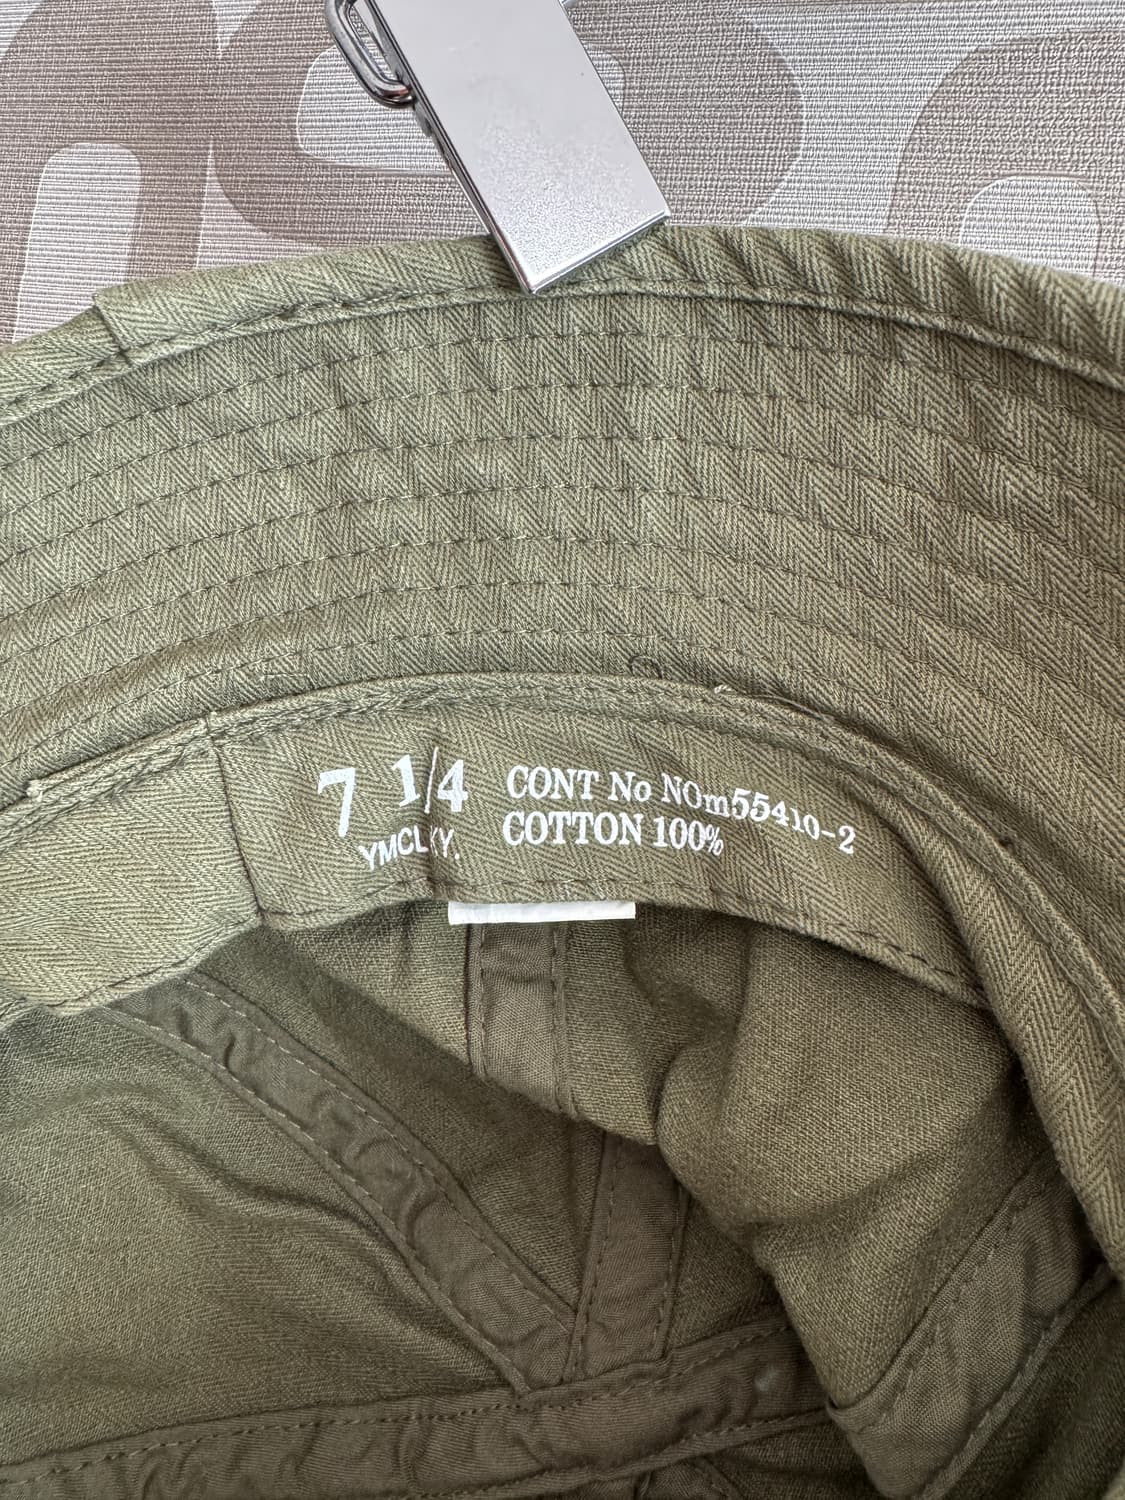 7 1/4
YMCLKY.
CONT No NOm55410-2
COTTON 100%